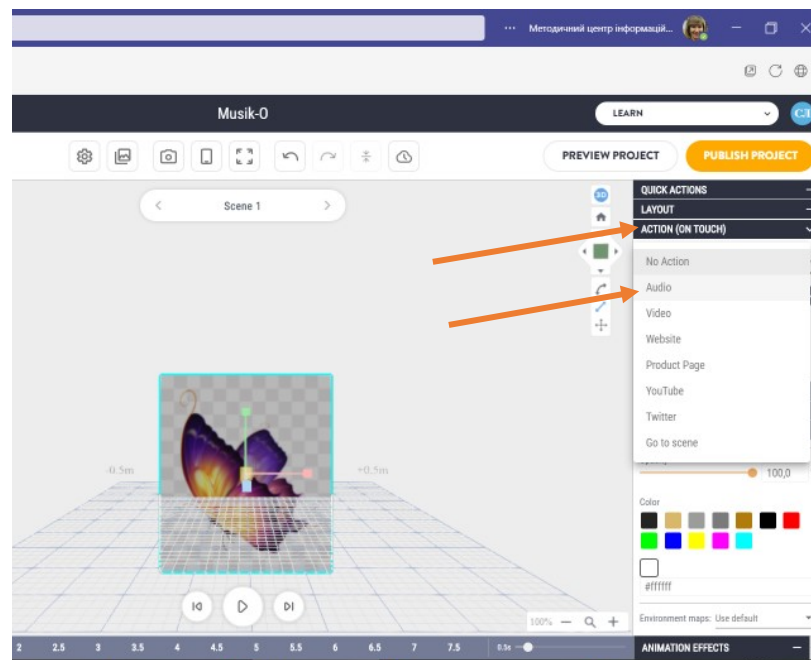 ··· Методичний центр інформацій...
Musik-O
LEARN
СЛ
PREVIEW PROJECT
PUBLISH PROJECT
Scene 1
3D
QUICK ACTIONS
LAYOUT
ACTION (ON TOUCH)
No Action
Audio
Video
Website
Product Page
YouTube
Twitter
Go to scene
100,0
-0.5m
+0.5m
Color
#ffffff
100%
Environment maps: Use default
2 2.5 3 3.5 4 4.5 5 5.5 6 6.5 7 7.5 0.5s
ANIMATION EFFECTS